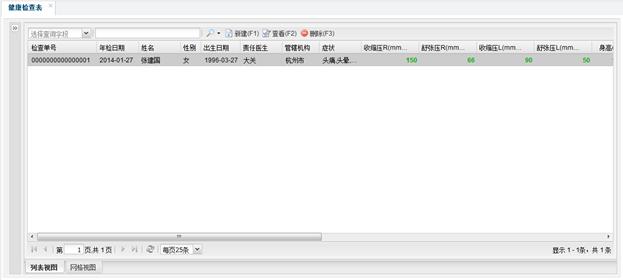 健康检查表
选择查询字段 新建(F1) 查看(F2) 删除(F3)
检查单号 年检日期 姓名 性别 出生日期 责任医生 管辖机构 症状 收缩压R(mm... 舒张压R(mm... 收缩压L(mm... 舒张压L(mm... 身高
0000000000000001 2014-01-27 张建国 女 1996-03-27 大关 杭州市 头痛,头晕,... 150 66 90 50
第 1 页,共 1 页 每页25条 显示 1 - 1条，共 1 条
列表视图 网格视图